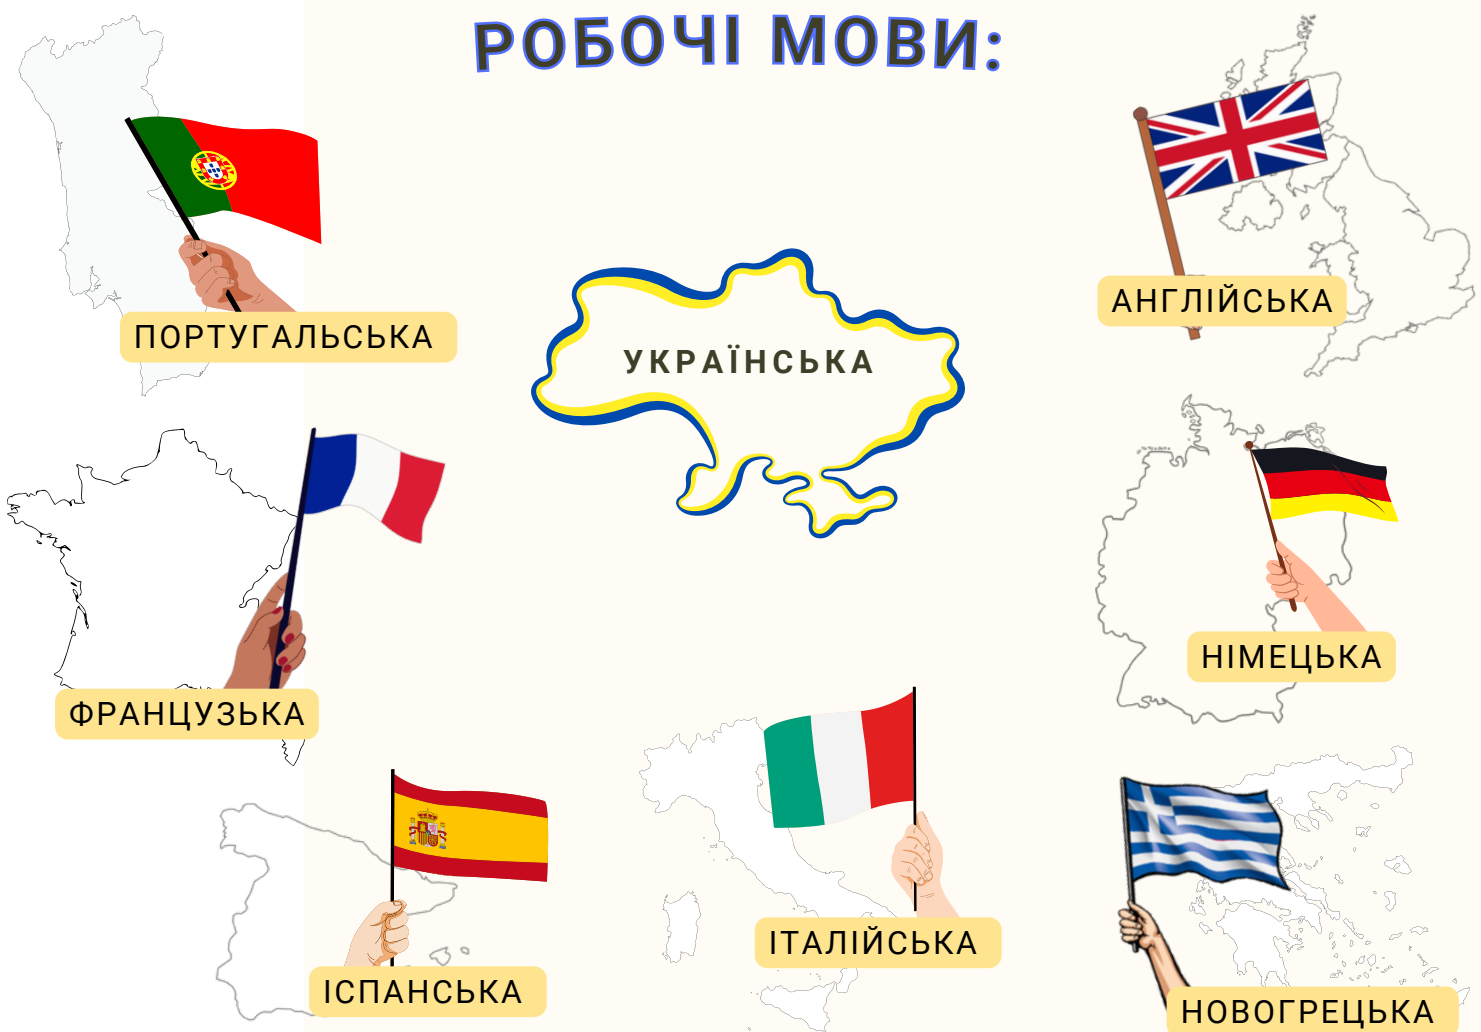 РОБОЧІ МОВИ:
ПОРТУГАЛЬСЬКА
АНГЛІЙСЬКА
УКРАЇНСЬКА
ФРАНЦУЗЬКА
НІМЕЦЬКА
ІСПАНСЬКА
ІТАЛІЙСЬКА
НОВОГРЕЦЬКА